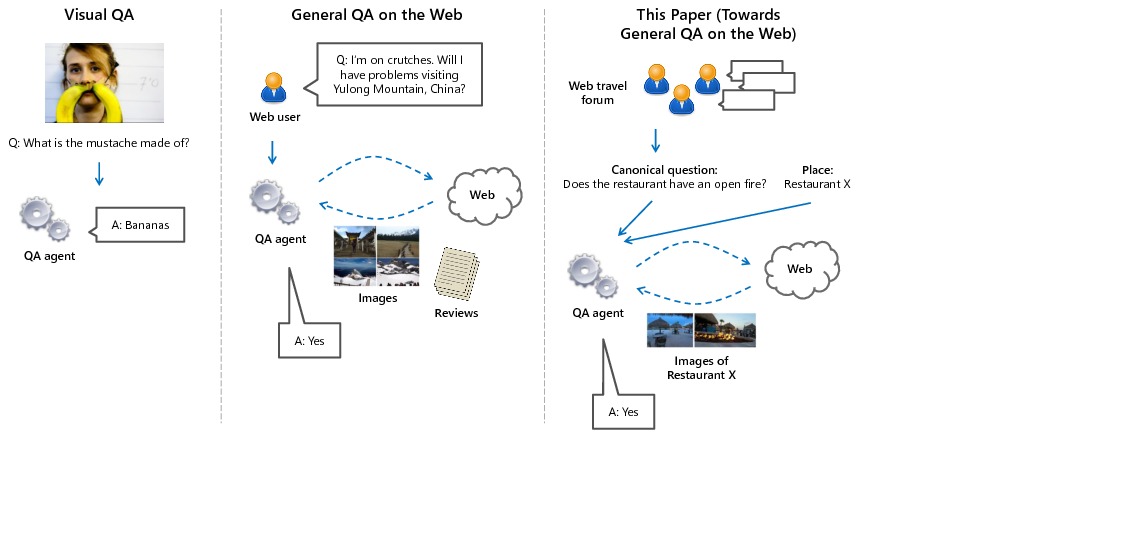 Visual QA
Q: What is the mustache made of?
QA agent
A: Bananas
General QA on the Web
Q: I'm on crutches. Will I
have problems visiting
Yulong Mountain, China?
Web user
Web
QA agent
Images
Reviews
A: Yes
This Paper (Towards
General QA on the Web)
Web travel
forum
Canonical question:
Does the restaurant have an open fire?
Place:
Restaurant X
Web
QA agent
Images of
Restaurant X
A: Yes